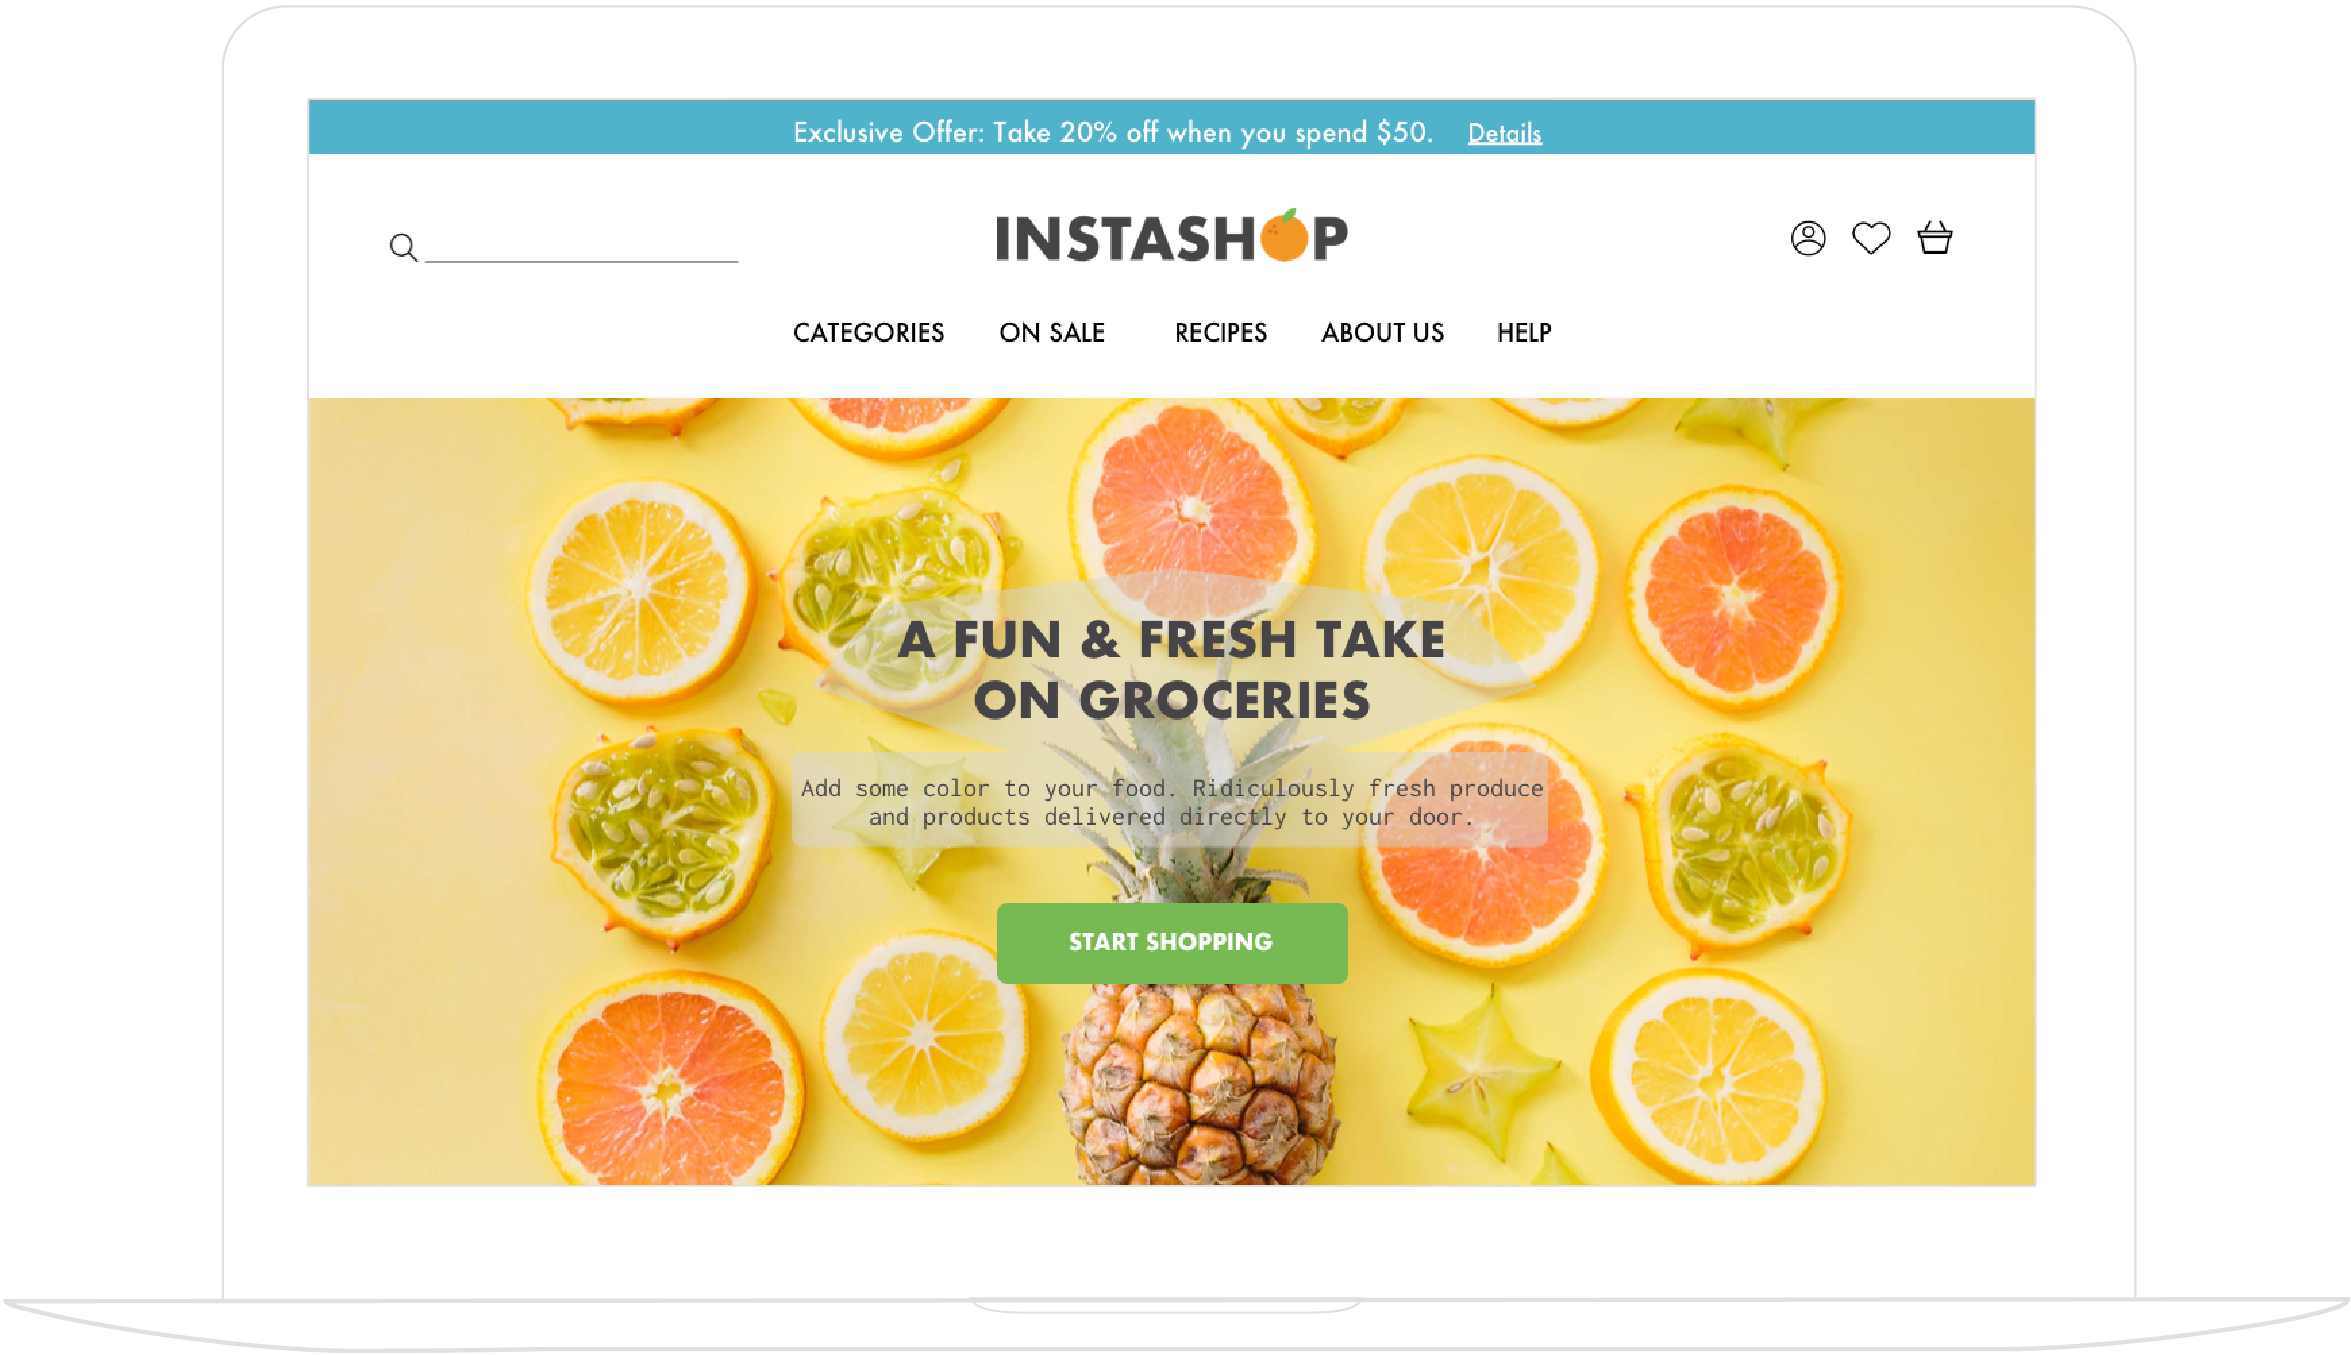 Exclusive Offer: Take 20% off when you spend $50. Details
INSTASHOP
CATEGORIES ON SALE RECIPES ABOUT US HELP
A FUN & FRESH TAKE
ON GROCERIES
Add some color to your food. Ridiculously fresh produce
and products delivered directly to your door.
START SHOPPING